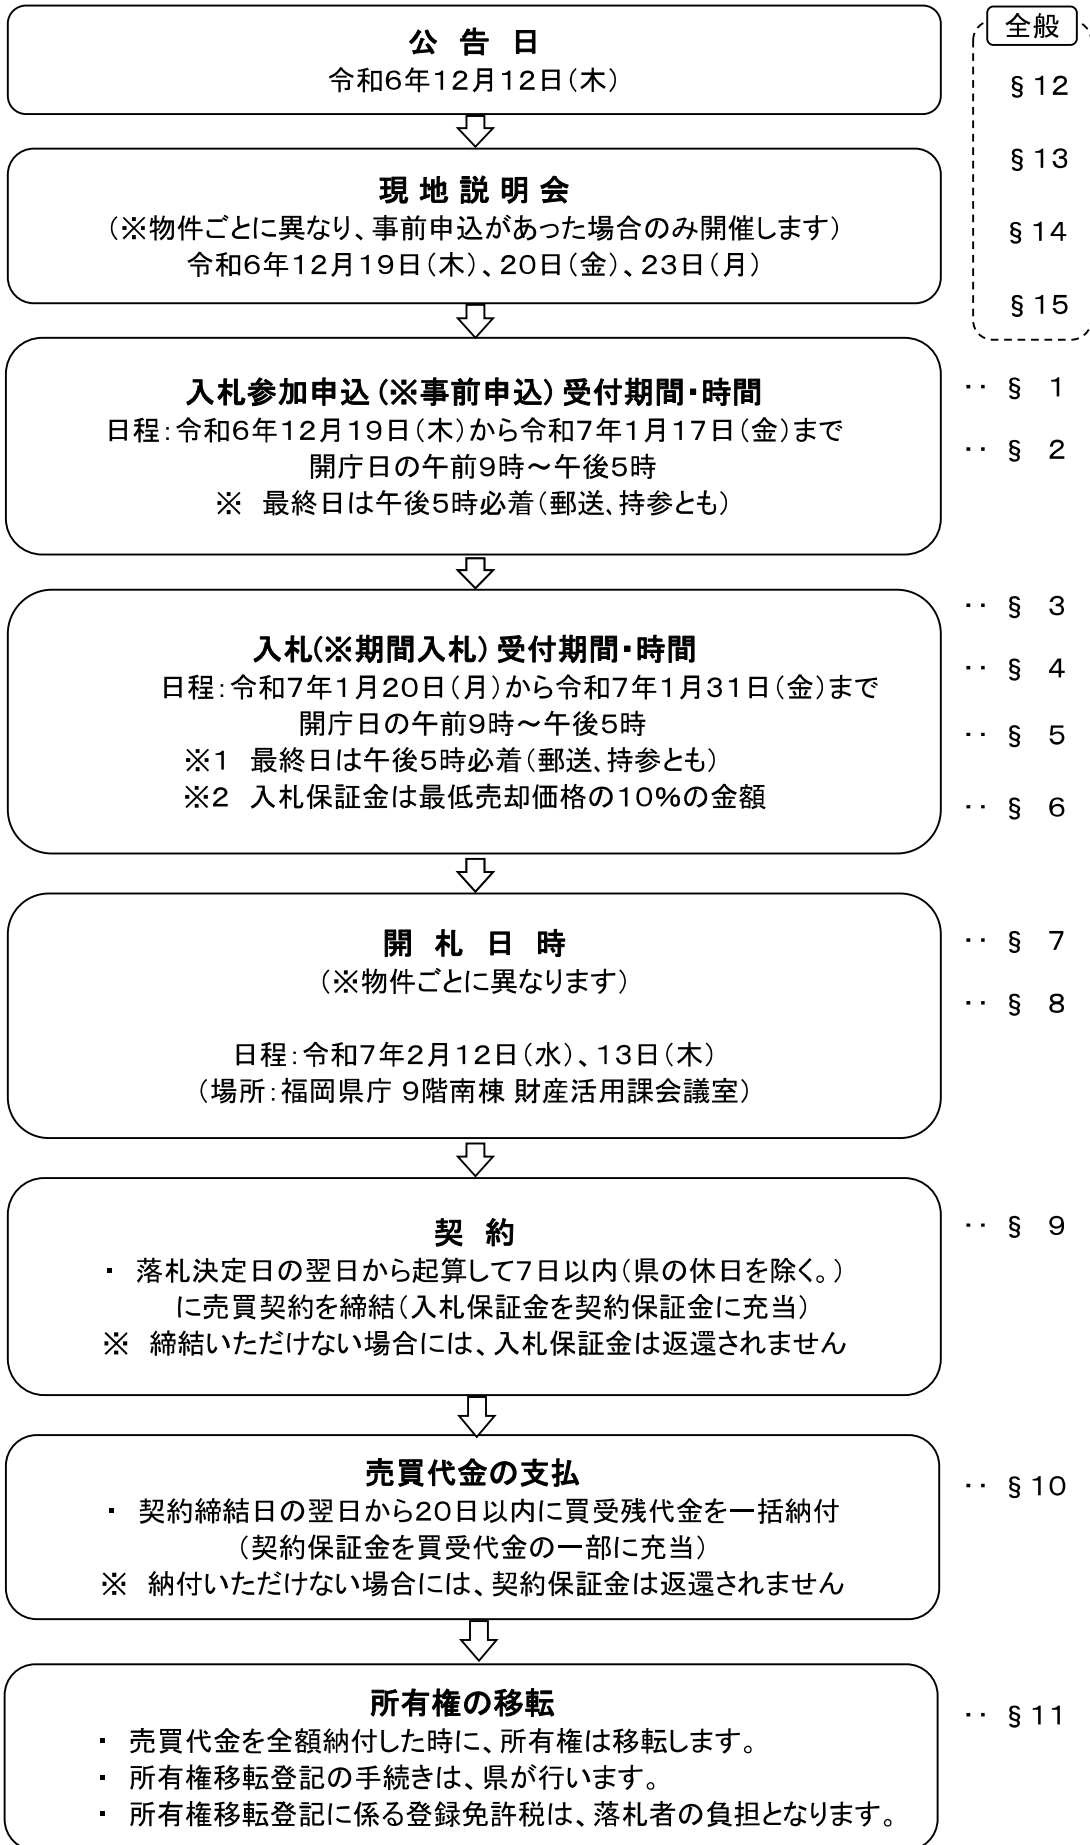 公 告 日
令和6年12月12日（木）
全般
§12
§13
§14
§15
現 地 説 明 会
（※物件ごとに異なり、事前申込があった場合のみ開催します）
令和6年12月19日（木）、20日（金）、23日（月）
入札参加申込（※事前申込）受付期間・時間
日程：令和6年12月19日（木）から令和7年1月17日（金）まで
開庁日の午前9時～午後5時
※ 最終日は午後5時必着（郵送、持参とも）
‥ § 1
‥ § 2
入札（※期間入札）受付期間・時間
日程：令和7年1月20日（月）から令和7年1月31日（金）まで
開庁日の午前9時～午後5時
※1 最終日は午後5時必着（郵送、持参とも）
※2 入札保証金は最低売却価格の10%の金額
‥ § 3
‥ § 4
‥ § 5
‥ § 6
開 札 日 時
（※物件ごとに異なります）
日程：令和7年2月12日（水）、13日（木）
（場所：福岡県庁 9階南棟 財産活用課会議室）
‥ § 7
‥ § 8
契 約
・ 落札決定日の翌日から起算して7日以内（県の休日を除く。）
に売買契約を締結（入札保証金を契約保証金に充当）
※ 締結いただけない場合には、入札保証金は返還されません
‥ § 9
売買代金の支払
・ 契約締結日の翌日から20日以内に買受残代金を一括納付
（契約保証金を買受代金の一部に充当）
※ 納付いただけない場合には、契約保証金は返還されません
‥ §10
所有権の移転
・ 売買代金を全額納付した時に、所有権は移転します。
・ 所有権移転登記の手続きは、県が行います。
・ 所有権移転登記に係る登録免許税は、落札者の負担となります。
‥ §11